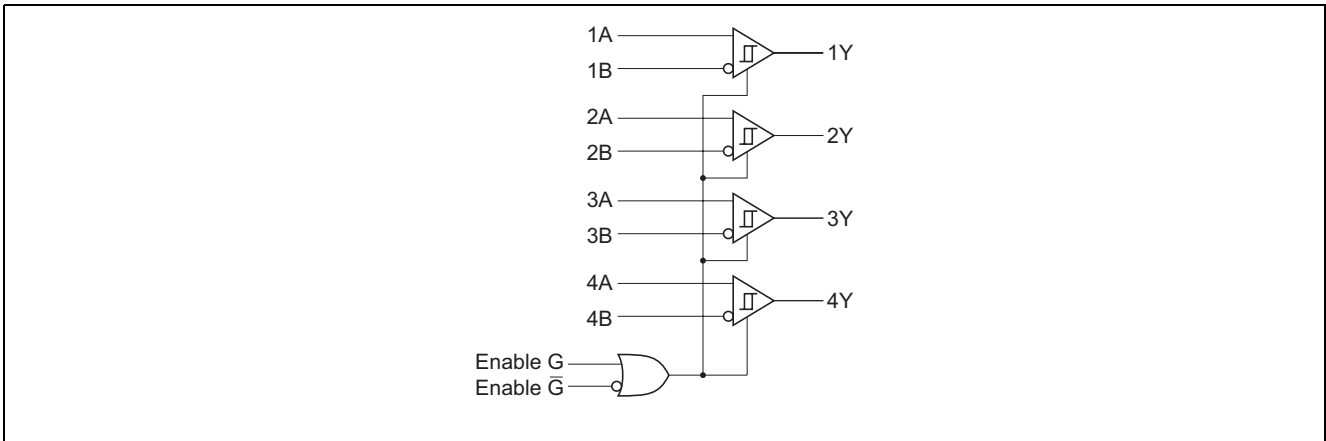 1A
1B
1Y
2A
2B
2Y
3A
3B
3Y
4A
4B
4Y
Enable G
Enable G̅